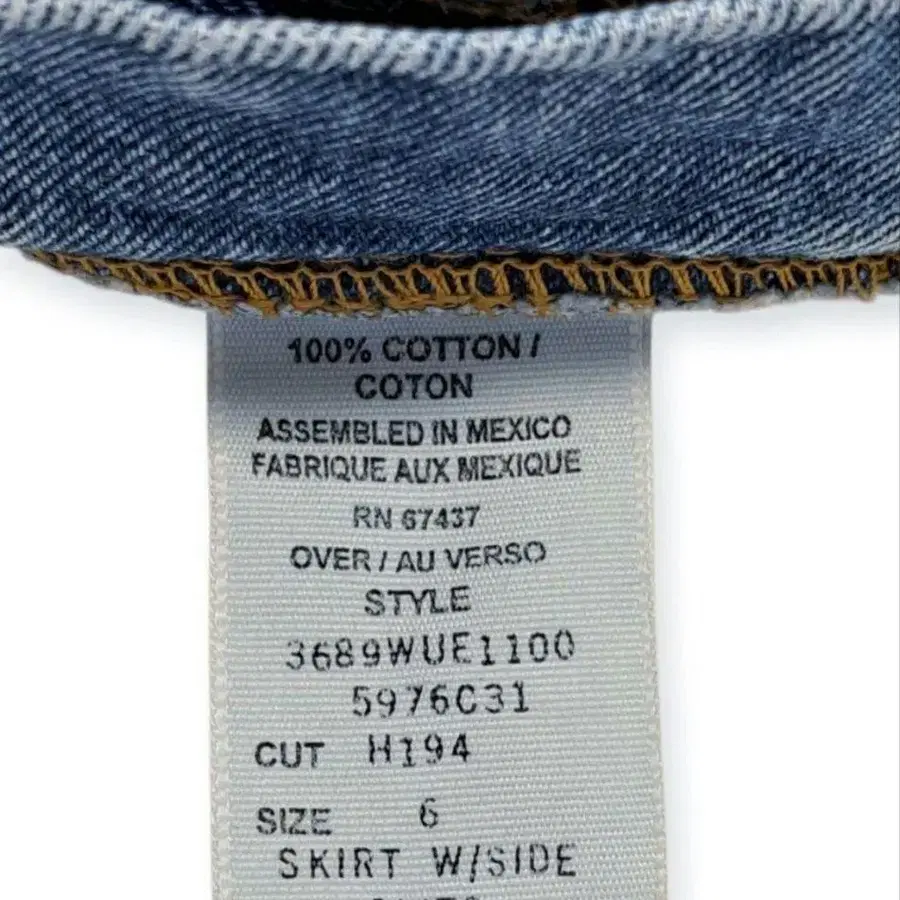 100% COTTON /
COTON
ASSEMBLED IN MEXICO
FABRIQUE AUX MEXIQUE
RN 67437
OVER / AU VERSO
STYLE
3689WUE1100
5976C31
CUT H194
SIZE 6
SKIRT W/SIDE